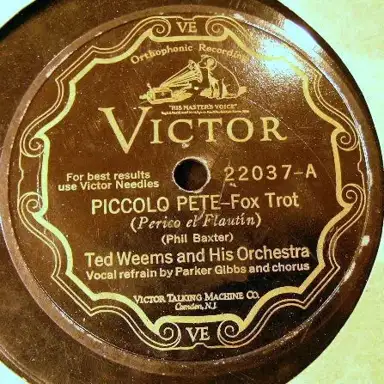 VE
Orthophonic Recording
"HIS MASTER'S VOICE"
VICTOR
For best results
use Victor Needles
22037-A
PICCOLO PETE-Fox Trot
(Perico el Flautín)
(Phil Baxter)
Ted Weems and His Orchestra
Vocal refrain by Parker Gibbs and chorus
VICTOR TALKING MACHINE CO.
Camden, N.J.
VE